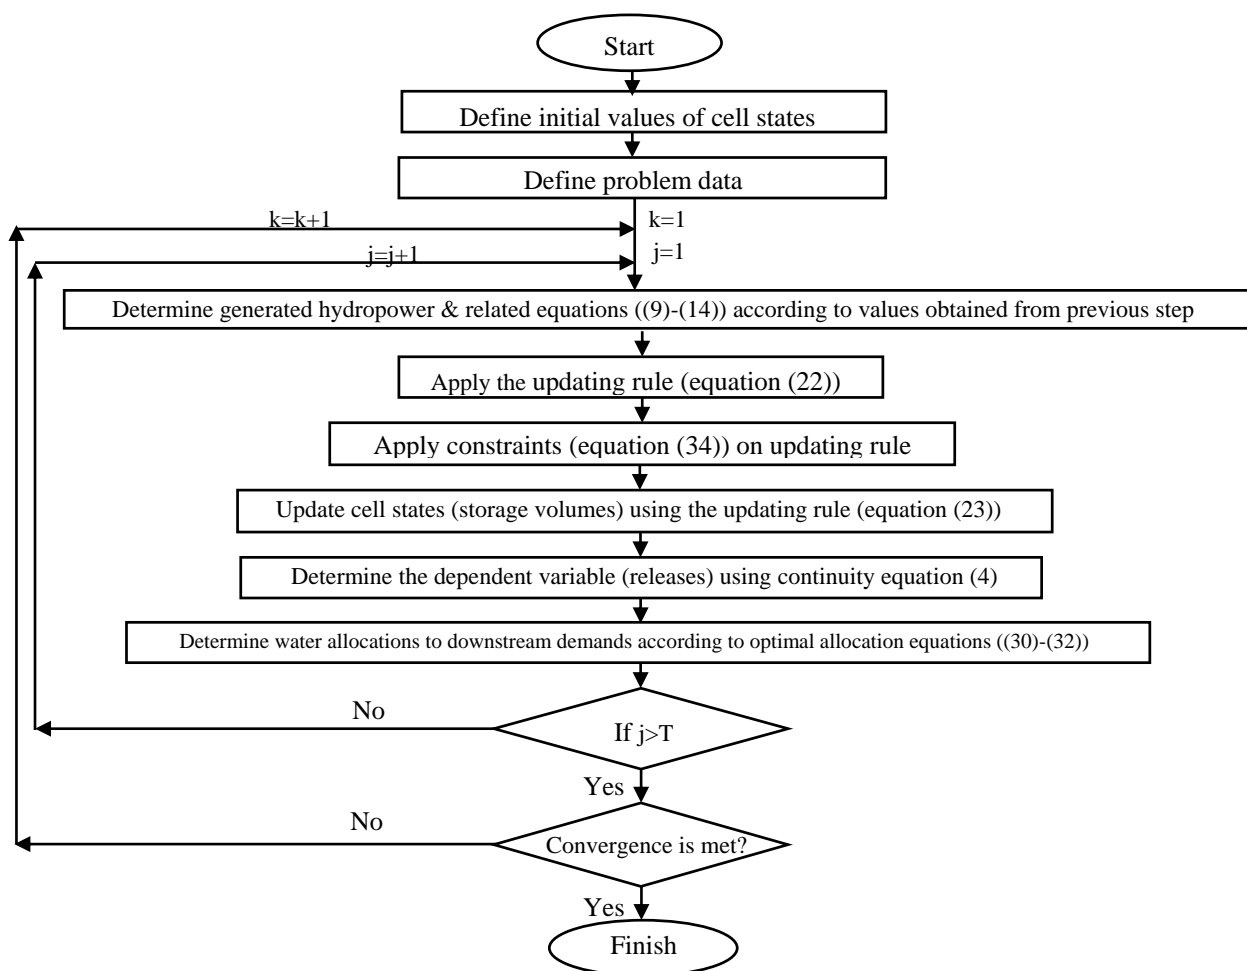 Start
Define initial values of cell states
Define problem data
k=k+1
k=1
j=j+1
j=1
Determine generated hydropower & related equations ((9)-(14)) according to values obtained from previous step
Apply the updating rule (equation (22))
Apply constraints (equation (34)) on updating rule
Update cell states (storage volumes) using the updating rule (equation (23))
Determine the dependent variable (releases) using continuity equation (4)
Determine water allocations to downstream demands according to optimal allocation equations ((30)-(32))
No
If j>T
Yes
No
Convergence is met?
Yes
Finish